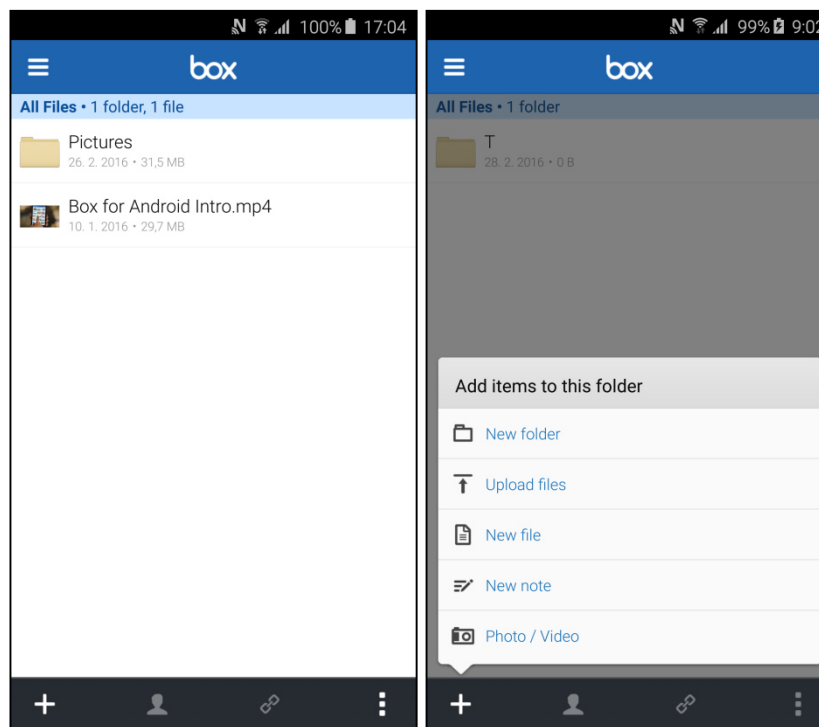 100% 17:04
box
All Files • 1 folder, 1 file
Pictures
26. 2. 2016 • 31,5 MB
Box for Android Intro.mp4
10. 1. 2016 • 29,7 MB
99% 9:02
box
All Files • 1 folder
T
28. 2. 2016 • 0 B
Add items to this folder
New folder
Upload files
New file
New note
Photo / Video